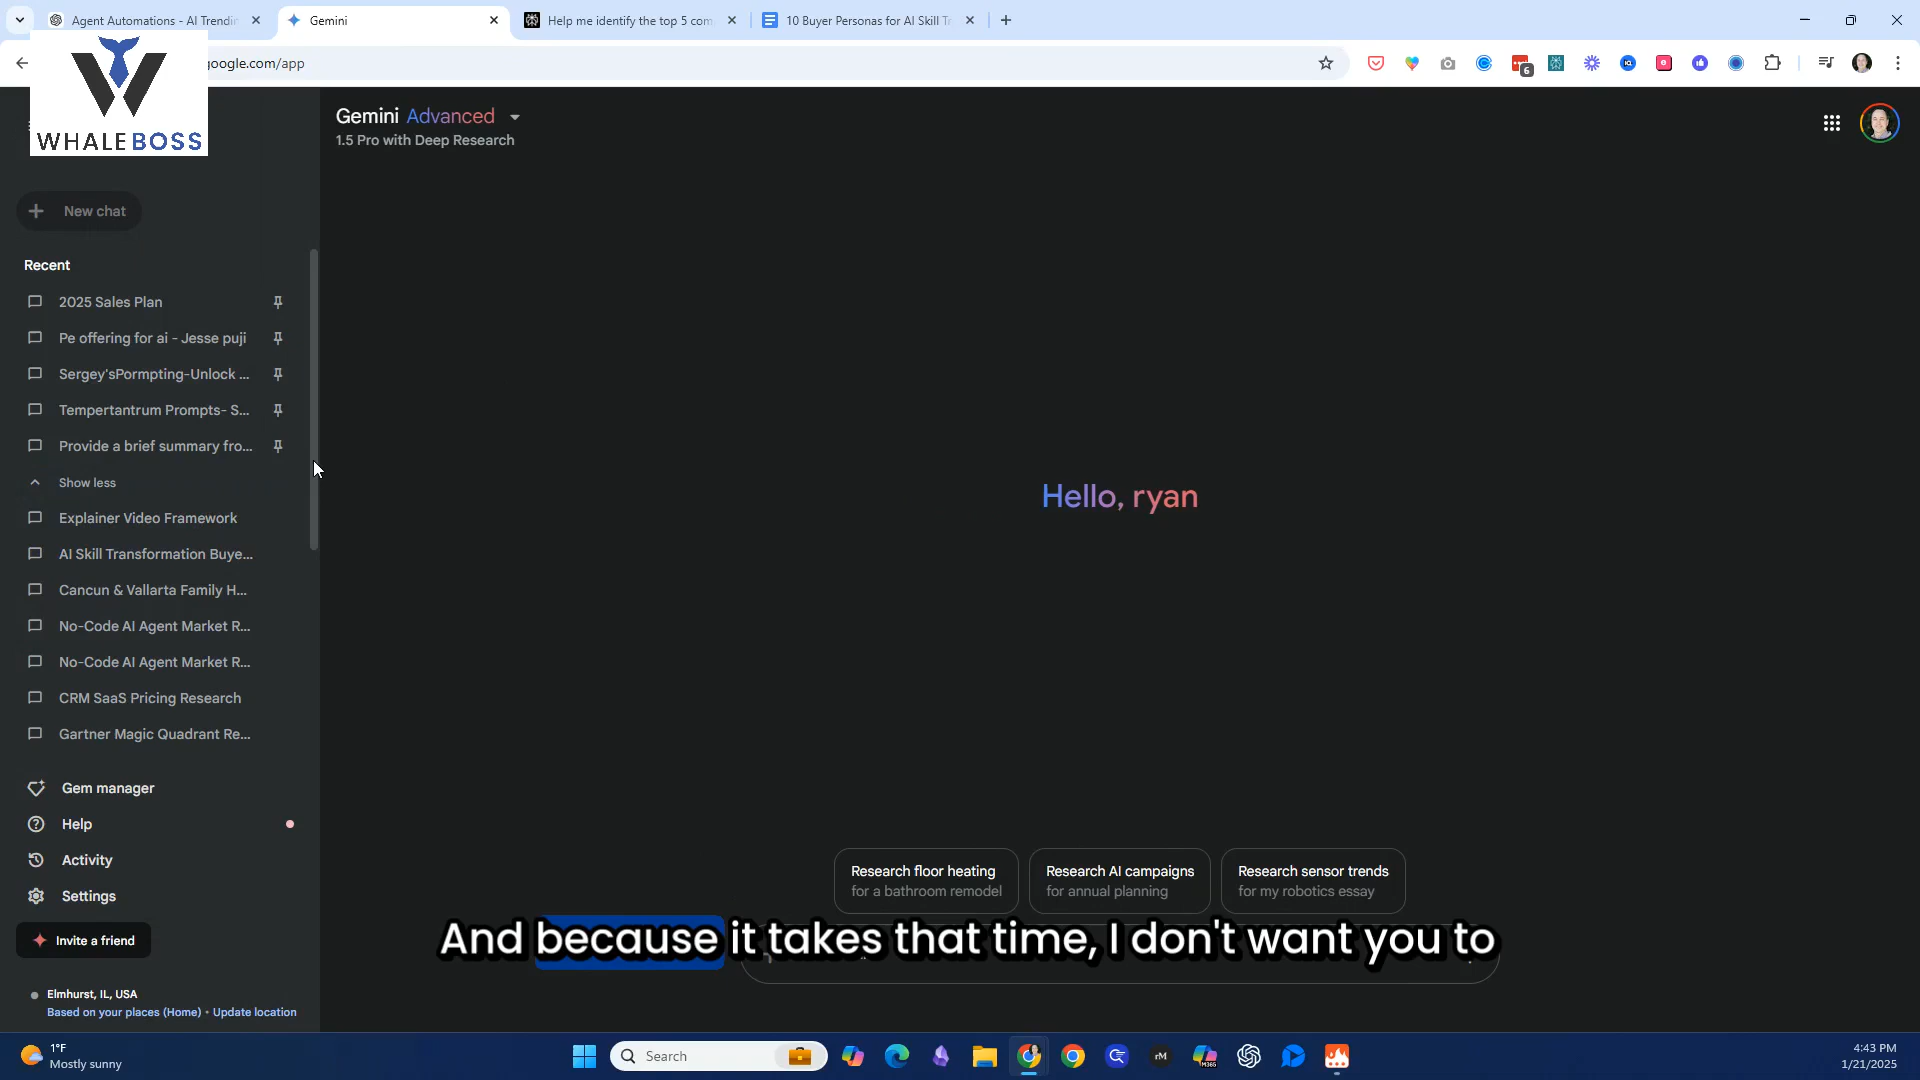 Agent Automations - AI Trendin
Gemini
Help me identify the top 5 com
10 Buyer Personas for AI Skill Tr
google.com/app
6
WHALEBOSS
Gemini Advanced
1.5 Pro with Deep Research
New chat
Recent
2025 Sales Plan
Pe offering for ai - Jesse puji
Sergey'sPormpting-Unlock ...
Tempertantrum Prompts- S...
Provide a brief summary fro...
Show less
Explainer Video Framework
AI Skill Transformation Buye...
Cancun & Vallarta Family H...
No-Code AI Agent Market R...
No-Code AI Agent Market R...
CRM SaaS Pricing Research
Gartner Magic Quadrant Re...
Gem manager
Help
Activity
Settings
Invite a friend
Elmhurst, IL, USA
Based on your places (Home) • Update location
Hello, ryan
Research floor heating
for a bathroom remodel
Research AI campaigns
for annual planning
Research sensor trends
for my robotics essay
And because it takes that time, I don't want you to
1°F
Mostly sunny
Search
rM
M365
4:43 PM
1/21/2025